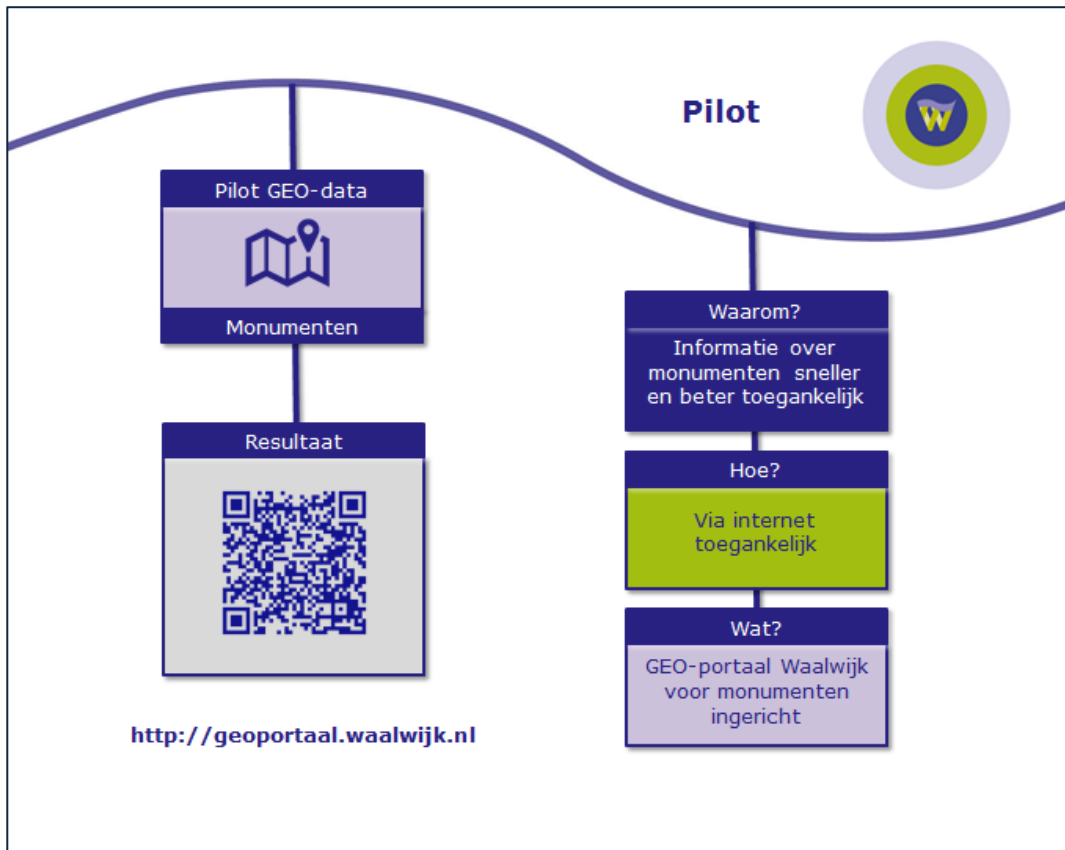 Pilot
W
Pilot GEO-data
Monumenten
Resultaat
http://geoportaal.waalwijk.nl
Waarom?
Informatie over
monumenten sneller
en beter toegankelijk
Hoe?
Via internet
toegankelijk
Wat?
GEO-portaal Waalwijk
voor monumenten
ingericht